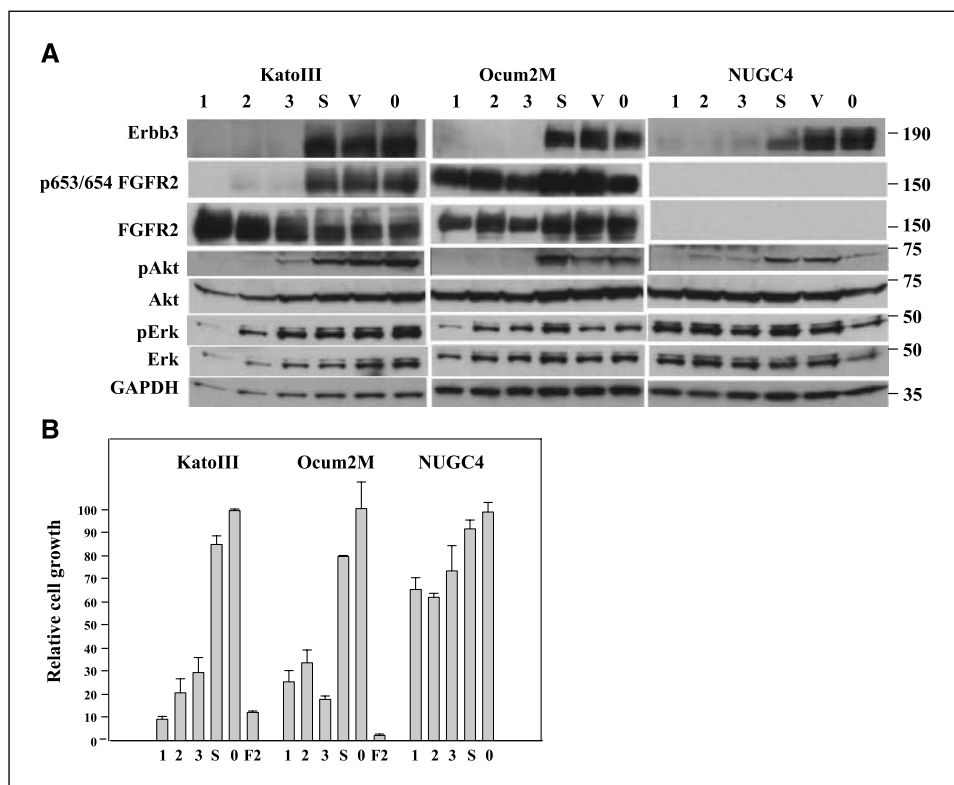 A
KatoIII Ocum2M NUGC4
1 2 3 S V 0 1 2 3 S V 0 1 2 3 S V 0
Erbb3 190
p653/654 FGFR2 150
FGFR2 150
75
pAkt
75
Akt
50
pErk
50
Erk
GAPDH 35
B
KatoIII Ocum2M NUGC4
Relative cell growth
100
90
80
70
60
50
40
30
20
10
0
1 2 3 S 0 F2 1 2 3 S 0 F2 1 2 3 S 0